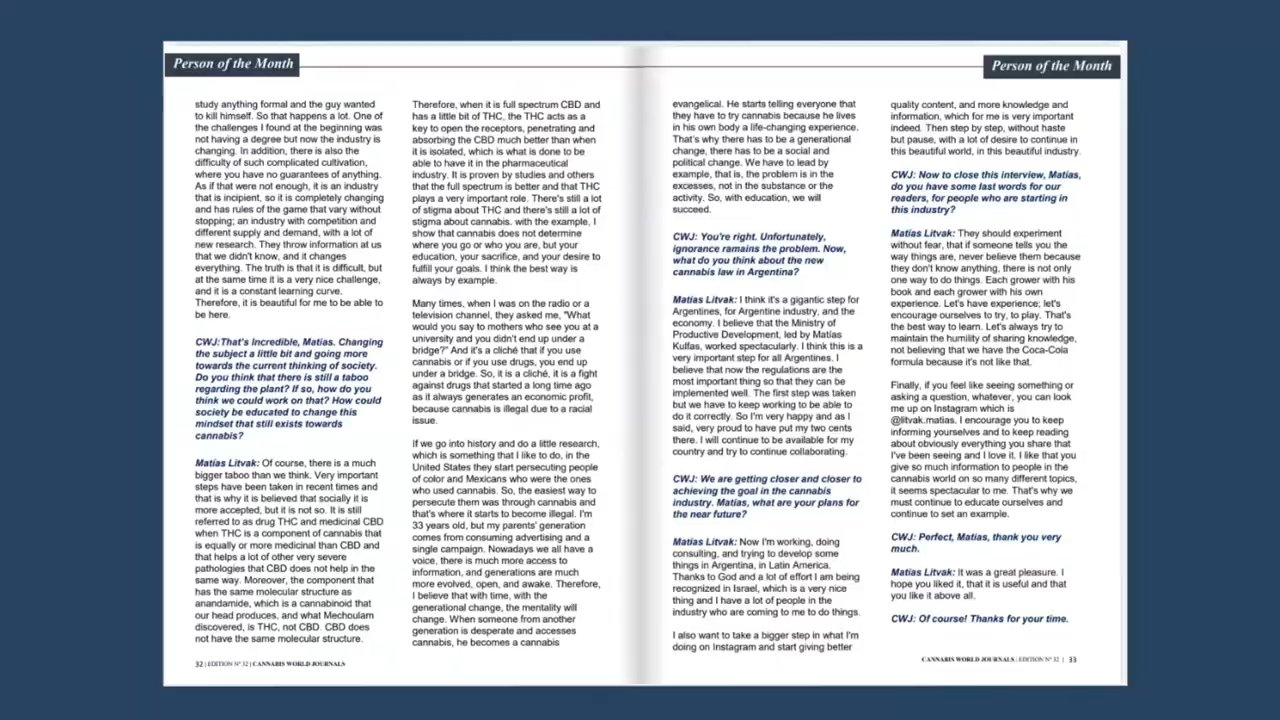 Person of the Month
study anything formal and the guy wanted
to kill himself. So that happens a lot. One of
the challenges I found at the beginning was
not having a degree but now the industry is
changing. In addition, there is also the
difficulty of such complicated cultivation,
where you have no guarantees of anything.
As if that were not enough, it is an industry
that is incipient, so it is completely changing
and has rules of the game that vary without
stopping; an industry with competition and
different supply and demand, with a lot of
new research. They throw information at us
that we didn't know, and it changes
everything. The truth is that it is difficult, but
at the same time it is a very nice challenge,
and it is a constant learning curve.
Therefore, it is beautiful for me to be able to
be here.
CWJ:That's Incredible, Matías. Changing
the subject a little bit and going more
towards the current thinking of society.
Do you think that there is still a taboo
regarding the plant? If so, how do you
think we could work on that? How could
society be educated to change this
mindset that still exists towards
cannabis?
Matías Litvak: Of course, there is a much
bigger taboo than we think. Very important
steps have been taken in recent times and
that is why it is believed that socially it is
more accepted, but it is not so. It is still
referred to as drug THC and medicinal CBD
when THC is a component of cannabis that
is equally or more medicinal than CBD and
that helps a lot of other very severe
pathologies that CBD does not help in the
same way. Moreover, the component that
has the same molecular structure as
anandamide, which is a cannabinoid that
our head produces, and what Mechoulam
discovered, is THC, not CBD. CBD does
not have the same molecular structure.
Therefore, when it is full spectrum CBD and
has a little bit of THC, the THC acts as a
key to open the receptors, penetrating and
absorbing the CBD much better than when
it is isolated, which is what is done to be
able to have it in the pharmaceutical
industry. It is proven by studies and others
that the full spectrum is better and that THC
plays a very important role. There's still a lot
of stigma about THC and there's still a lot of
stigma about cannabis. with the example, I
show that cannabis does not determine
where you go or who you are, but your
education, your sacrifice, and your desire to
fulfill your goals. I think the best way is
always by example.
Many times, when I was on the radio or a
television channel, they asked me, "What
would you say to mothers who see you at a
university and you didn't end up under a
bridge?" And it's a cliché that if you use
cannabis or if you use drugs, you end up
under a bridge. So, it is a cliché, it is a fight
against drugs that started a long time ago
as it always generates an economic profit,
because cannabis is illegal due to a racial
issue.
If we go into history and do a little research,
which is something that I like to do, in the
United States they start persecuting people
of color and Mexicans who were the ones
who used cannabis. So, the easiest way to
persecute them was through cannabis and
that's where it starts to become illegal. I'm
33 years old, but my parents' generation
comes from consuming advertising and a
single campaign. Nowadays we all have a
voice, there is much more access to
information, and generations are much
more evolved, open, and awake. Therefore,
I believe that with time, with the
generational change, the mentality will
change. When someone from another
generation is desperate and accesses
cannabis, he becomes a cannabis
32 | EDITION N° 32 | CANNABIS WORLD JOURNALS
Person of the Month
evangelical. He starts telling everyone that
they have to try cannabis because he lives
in his own body a life-changing experience.
That's why there has to be a generational
change, there has to be a social and
political change. We have to lead by
example, that is, the problem is in the
excesses, not in the substance or the
activity. So, with education, we will
succeed.
CWJ: You're right. Unfortunately,
ignorance ramains the problem. Now,
what do you think about the new
cannabis law in Argentina?
Matías Litvak: I think it's a gigantic step for
Argentines, for Argentine industry, and the
economy. I believe that the Ministry of
Productive Development, led by Matías
Kulfas, worked spectacularly. I think this is a
very important step for all Argentines. I
believe that now the regulations are the
most important thing so that they can be
implemented well. The first step was taken
but we have to keep working to be able to
do it correctly. So I'm very happy and as I
said, very proud to have put my two cents
there. I will continue to be available for my
country and try to continue collaborating.
CWJ: We are getting closer and closer to
achieving the goal in the cannabis
industry. Matías, what are your plans for
the near future?
Matías Litvak: Now I'm working, doing
consulting, and trying to develop some
things in Argentina, in Latin America.
Thanks to God and a lot of effort I am being
recognized in Israel, which is a very nice
thing and I have a lot of people in the
industry who are coming to me to do things.
I also want to take a bigger step in what I'm
doing on Instagram and start giving better
quality content, and more knowledge and
information, which for me is very important
indeed. Then step by step, without haste
but pause, with a lot of desire to continue in
this beautiful world, in this beautiful industry.
CWJ: Now to close this interview, Matías,
do you have some last words for our
readers, for people who are starting in
this industry?
Matías Litvak: They should experiment
without fear, that if someone tells you the
way things are, never believe them because
they don't know anything, there is not only
one way to do things. Each grower with his
book and each grower with his own
experience. Let's have experience; let's
encourage ourselves to try, to play. That's
the best way to learn. Let's always try to
maintain the humility of sharing knowledge,
not believing that we have the Coca-Cola
formula because it's not like that.
Finally, if you feel like seeing something or
asking a question, whatever, you can look
me up on Instagram which is
@litvak.matias. I encourage you to keep
informing yourselves and to keep reading
about obviously everything you share that
I've been seeing and I love it. I like that you
give so much information to people in the
cannabis world on so many different topics,
it seems spectacular to me. That's why we
must continue to educate ourselves and
continue to set an example.
CWJ: Perfect, Matías, thank you very
much.
Matías Litvak: It was a great pleasure. I
hope you liked it, that it is useful and that
you like it above all.
CWJ: Of course! Thanks for your time.
CANNABIS WORLD JOURNALS | EDITION N° 32 | 33